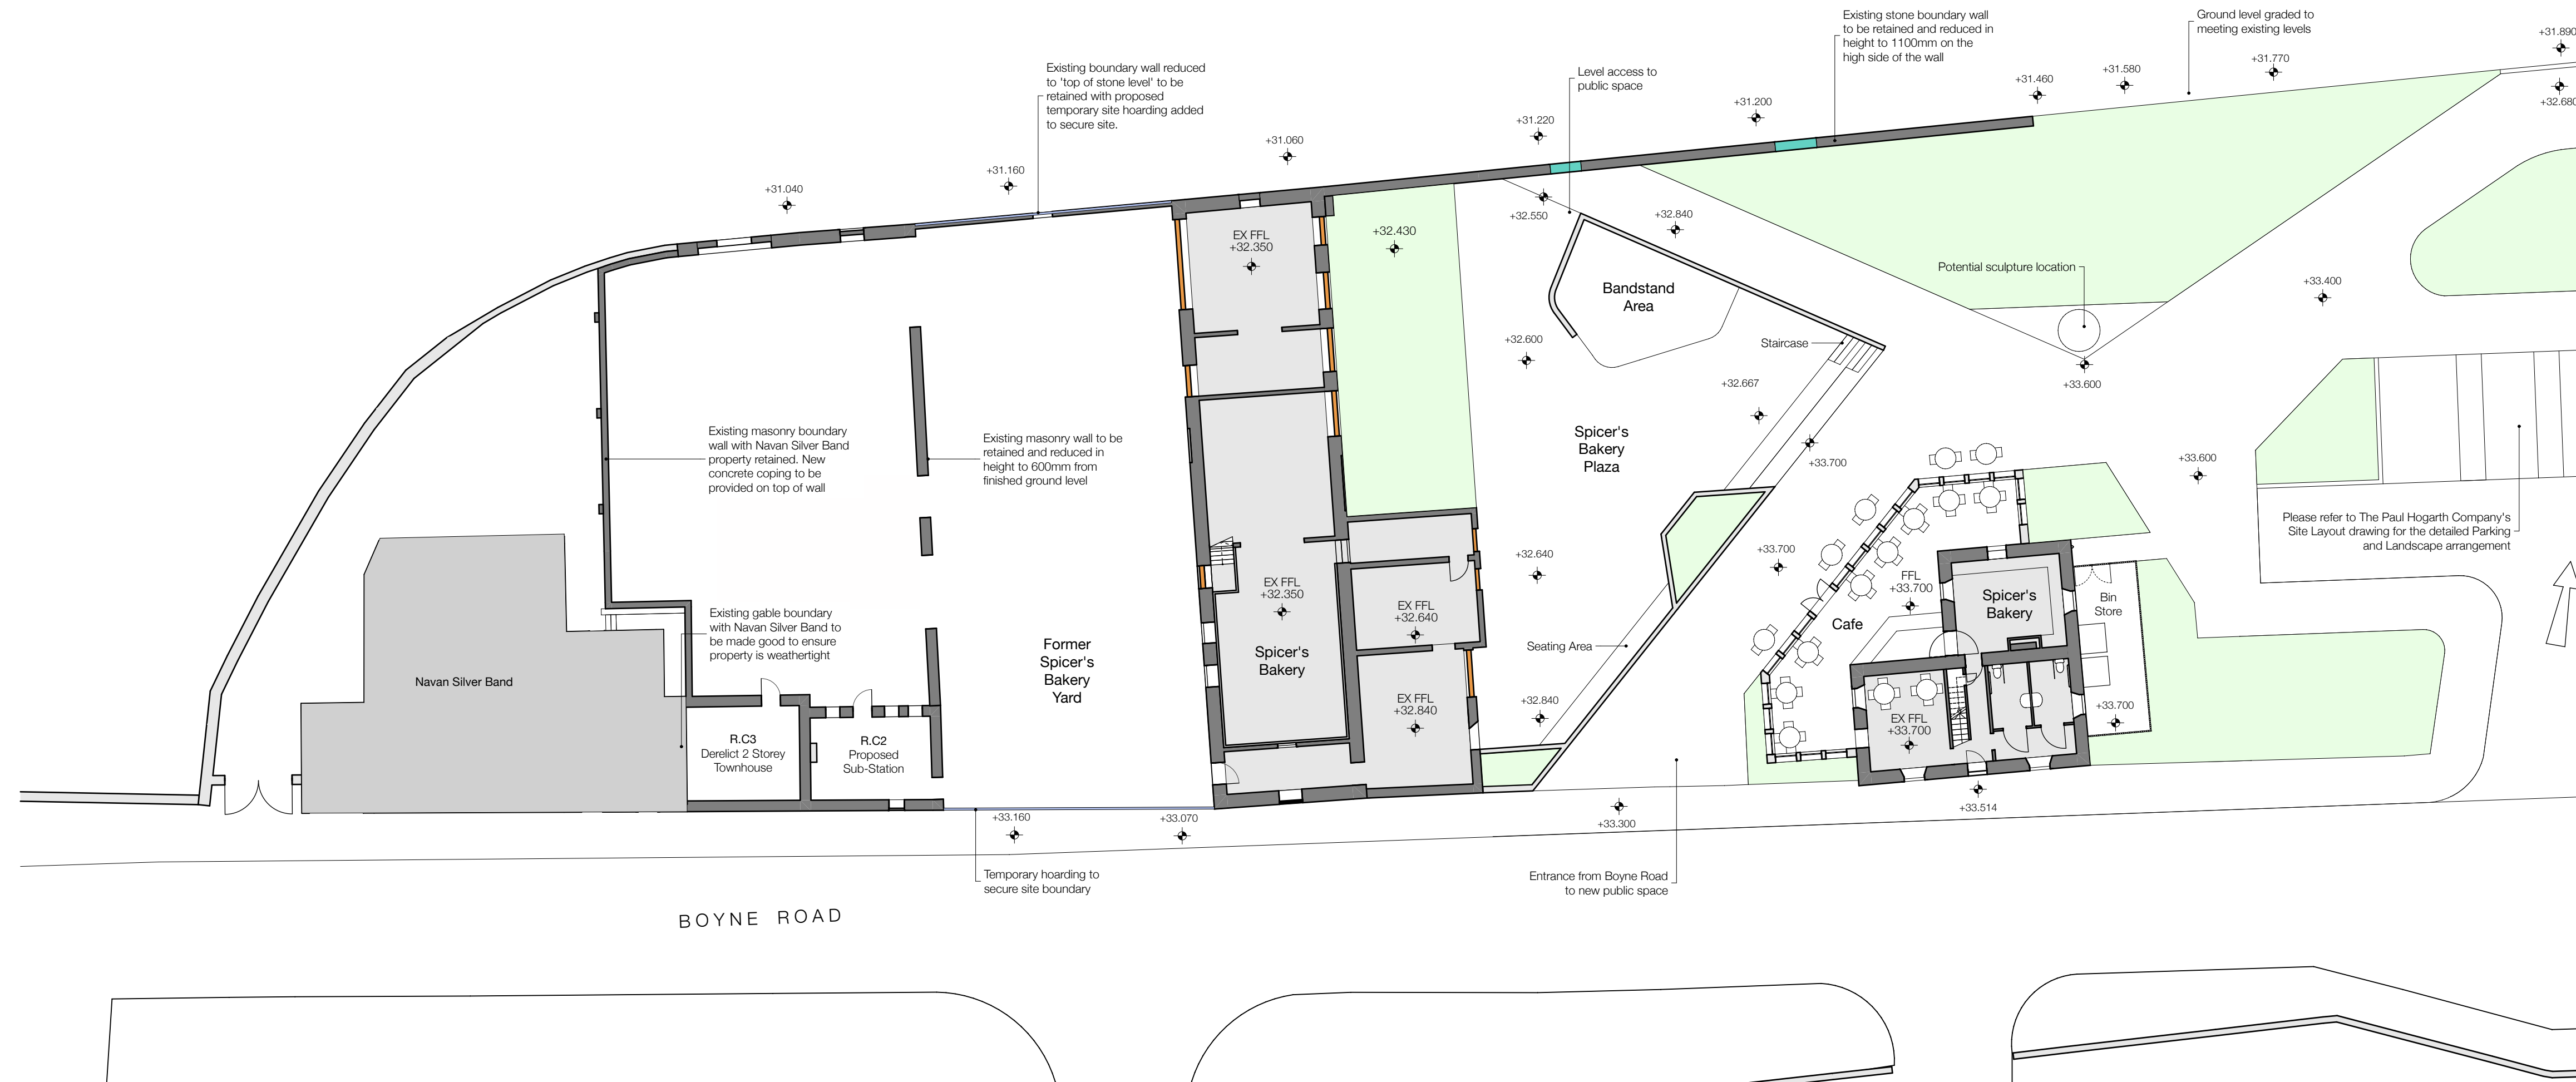 Existing stone boundary wall
to be retained and reduced in
height to 1100mm on the
high side of the wall
Ground level graded to
meeting existing levels
+31.890
+31.770
+31.580
+31.460
+32.680
Existing boundary wall reduced
to 'top of stone level' to be
retained with proposed
temporary site hoarding added
to secure site.
Level access to
public space
+31.200
+31.220
+31.060
+31.160
+31.040
+32.550
+32.840
EX FFL
+32.350
+32.430
Bandstand
Area
Potential sculpture location
+33.400
+32.600
Staircase
+32.667
+33.600
Existing masonry boundary
wall with Navan Silver Band
property retained. New
concrete coping to be
provided on top of wall
Existing masonry wall to be
retained and reduced in
height to 600mm from
finished ground level
Spicer's
Bakery
Plaza
+33.700
+33.600
Please refer to The Paul Hogarth Company's
Site Layout drawing for the detailed Parking
and Landscape arrangement
+32.640
+33.700
EX FFL
+32.350
Spicer's
Bakery
EX FFL
+32.640
FFL
+33.700
Cafe
Spicer's
Bakery
Bin
Store
Existing gable boundary
with Navan Silver Band to
be made good to ensure
property is weathertight
Former
Spicer's
Bakery
Yard
Seating Area
Navan Silver Band
EX FFL
+32.840
+32.840
EX FFL
+33.700
+33.700
R.C3
Derelict 2 Storey
Townhouse
R.C2
Proposed
Sub-Station
+33.160
+33.070
+33.300
+33.514
Temporary hoarding to
secure site boundary
Entrance from Boyne Road
to new public space
BOYNE ROAD